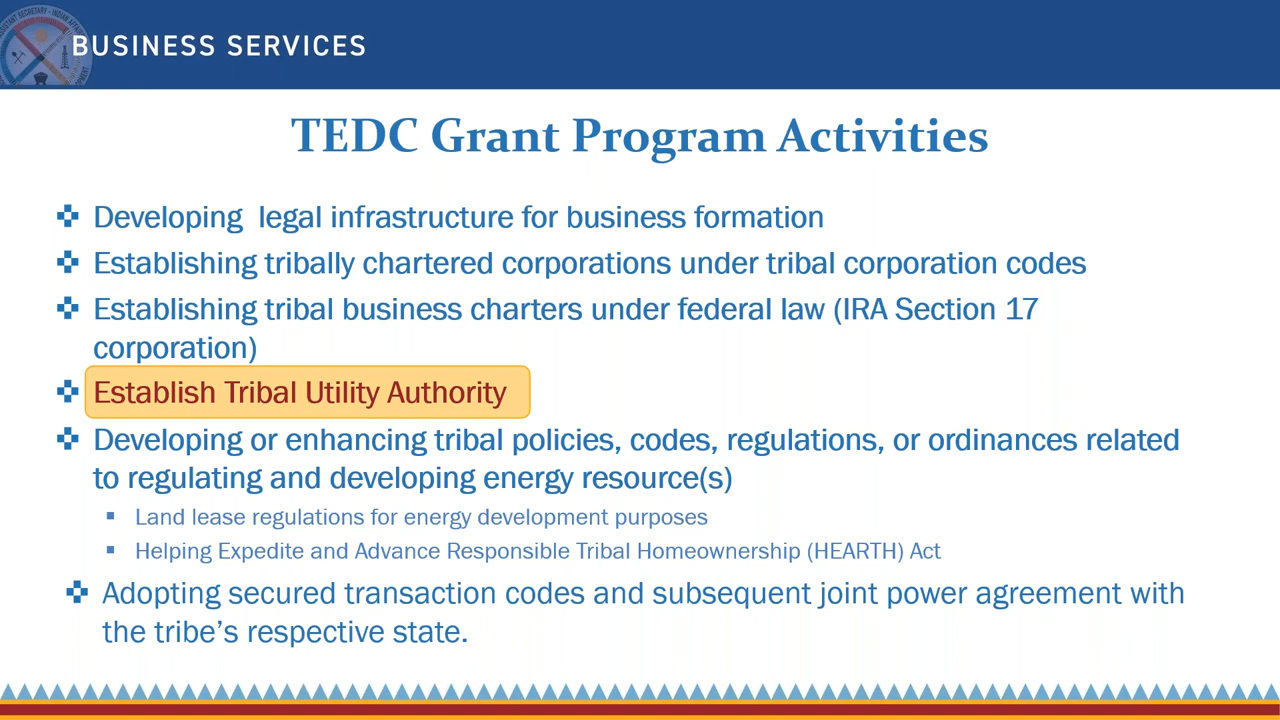 BUSINESS SERVICES
TEDC Grant Program Activities
Developing  legal infrastructure for business formation
Establishing tribally chartered corporations under tribal corporation codes
Establishing tribal business charters under federal law (IRA Section 17
corporation)
Establish Tribal Utility Authority
Developing or enhancing tribal policies, codes, regulations, or ordinances related
to regulating and developing energy resource(s)
Land lease regulations for energy development purposes
Helping Expedite and Advance Responsible Tribal Homeownership (HEARTH) Act
Adopting secured transaction codes and subsequent joint power agreement with
the tribe’s respective state.